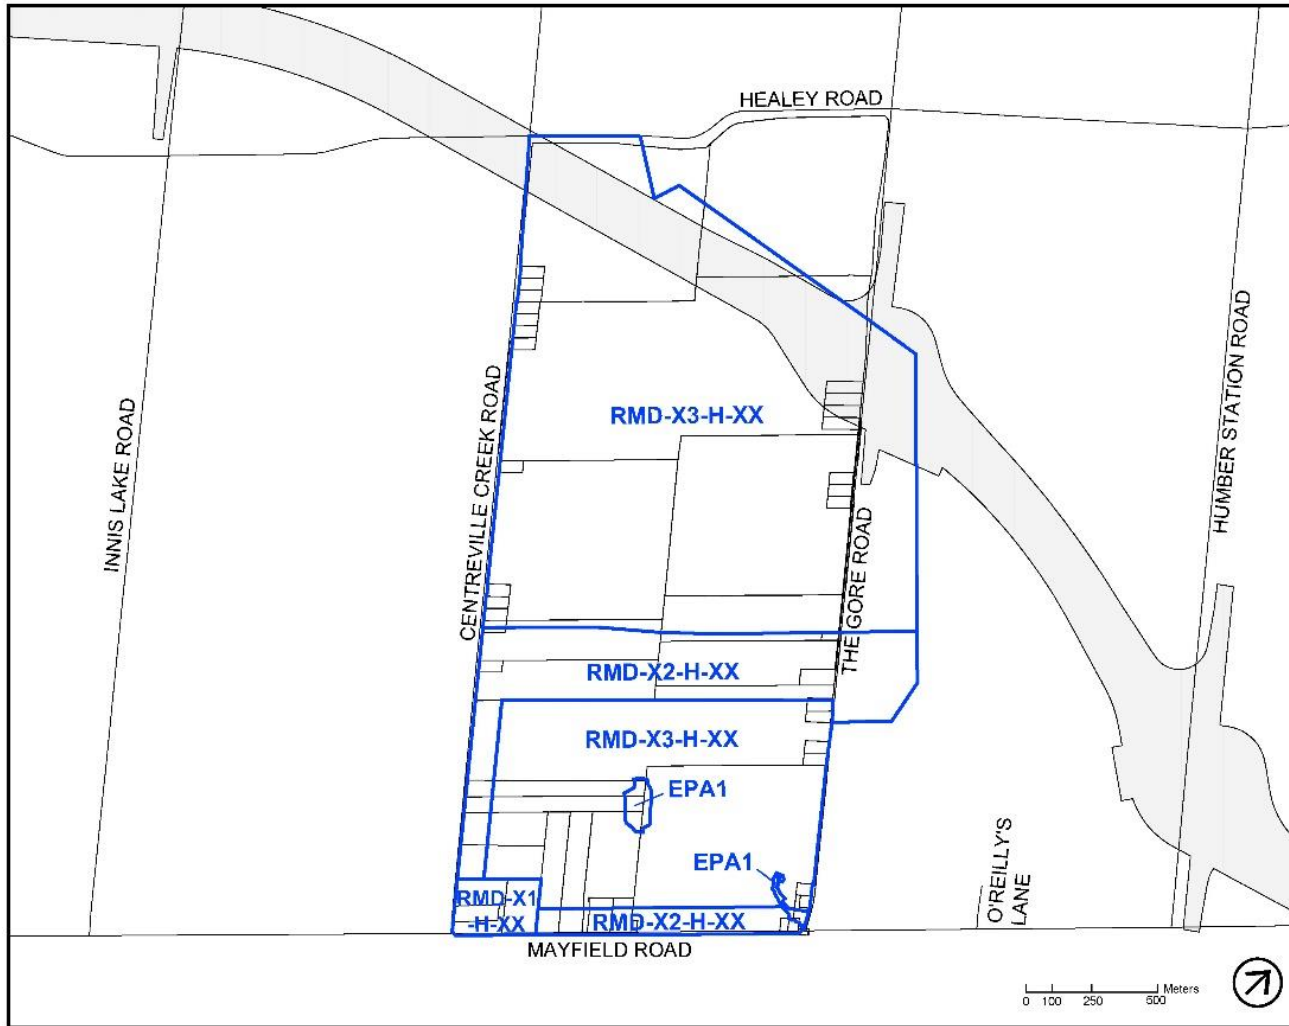 HEALEY ROAD
INNIS LAKE ROAD
CENTREVILLE CREEK ROAD
RMD-X3-H-XX
THE GORE ROAD
HUMBER STATION ROAD
RMD-X2-H-XX
RMD-X3-H-XX
EPA1
EPA1
RMD-X1
-H-XX
RMD-X2-H-XX
O'REILLY'S
LANE
MAYFIELD ROAD
Meters
0 100 250 500